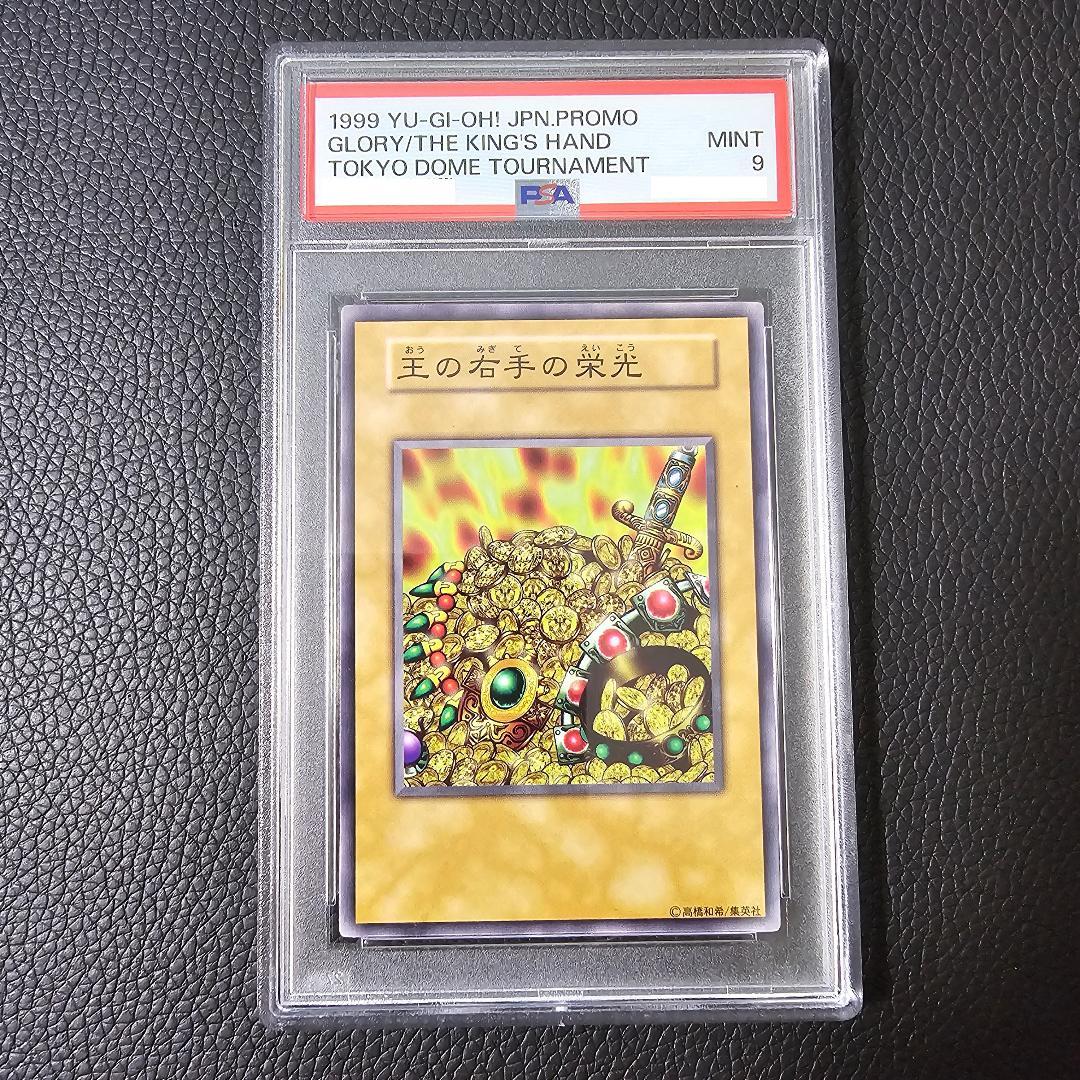 1999 YU-GI-OH! JPN.PROMO
GLORY/THE KING'S HAND MINT
TOKYO DOME TOURNAMENT 9
PSA
おう みぎ て えい こう
王の右手の栄光
©高橋和希/集英社